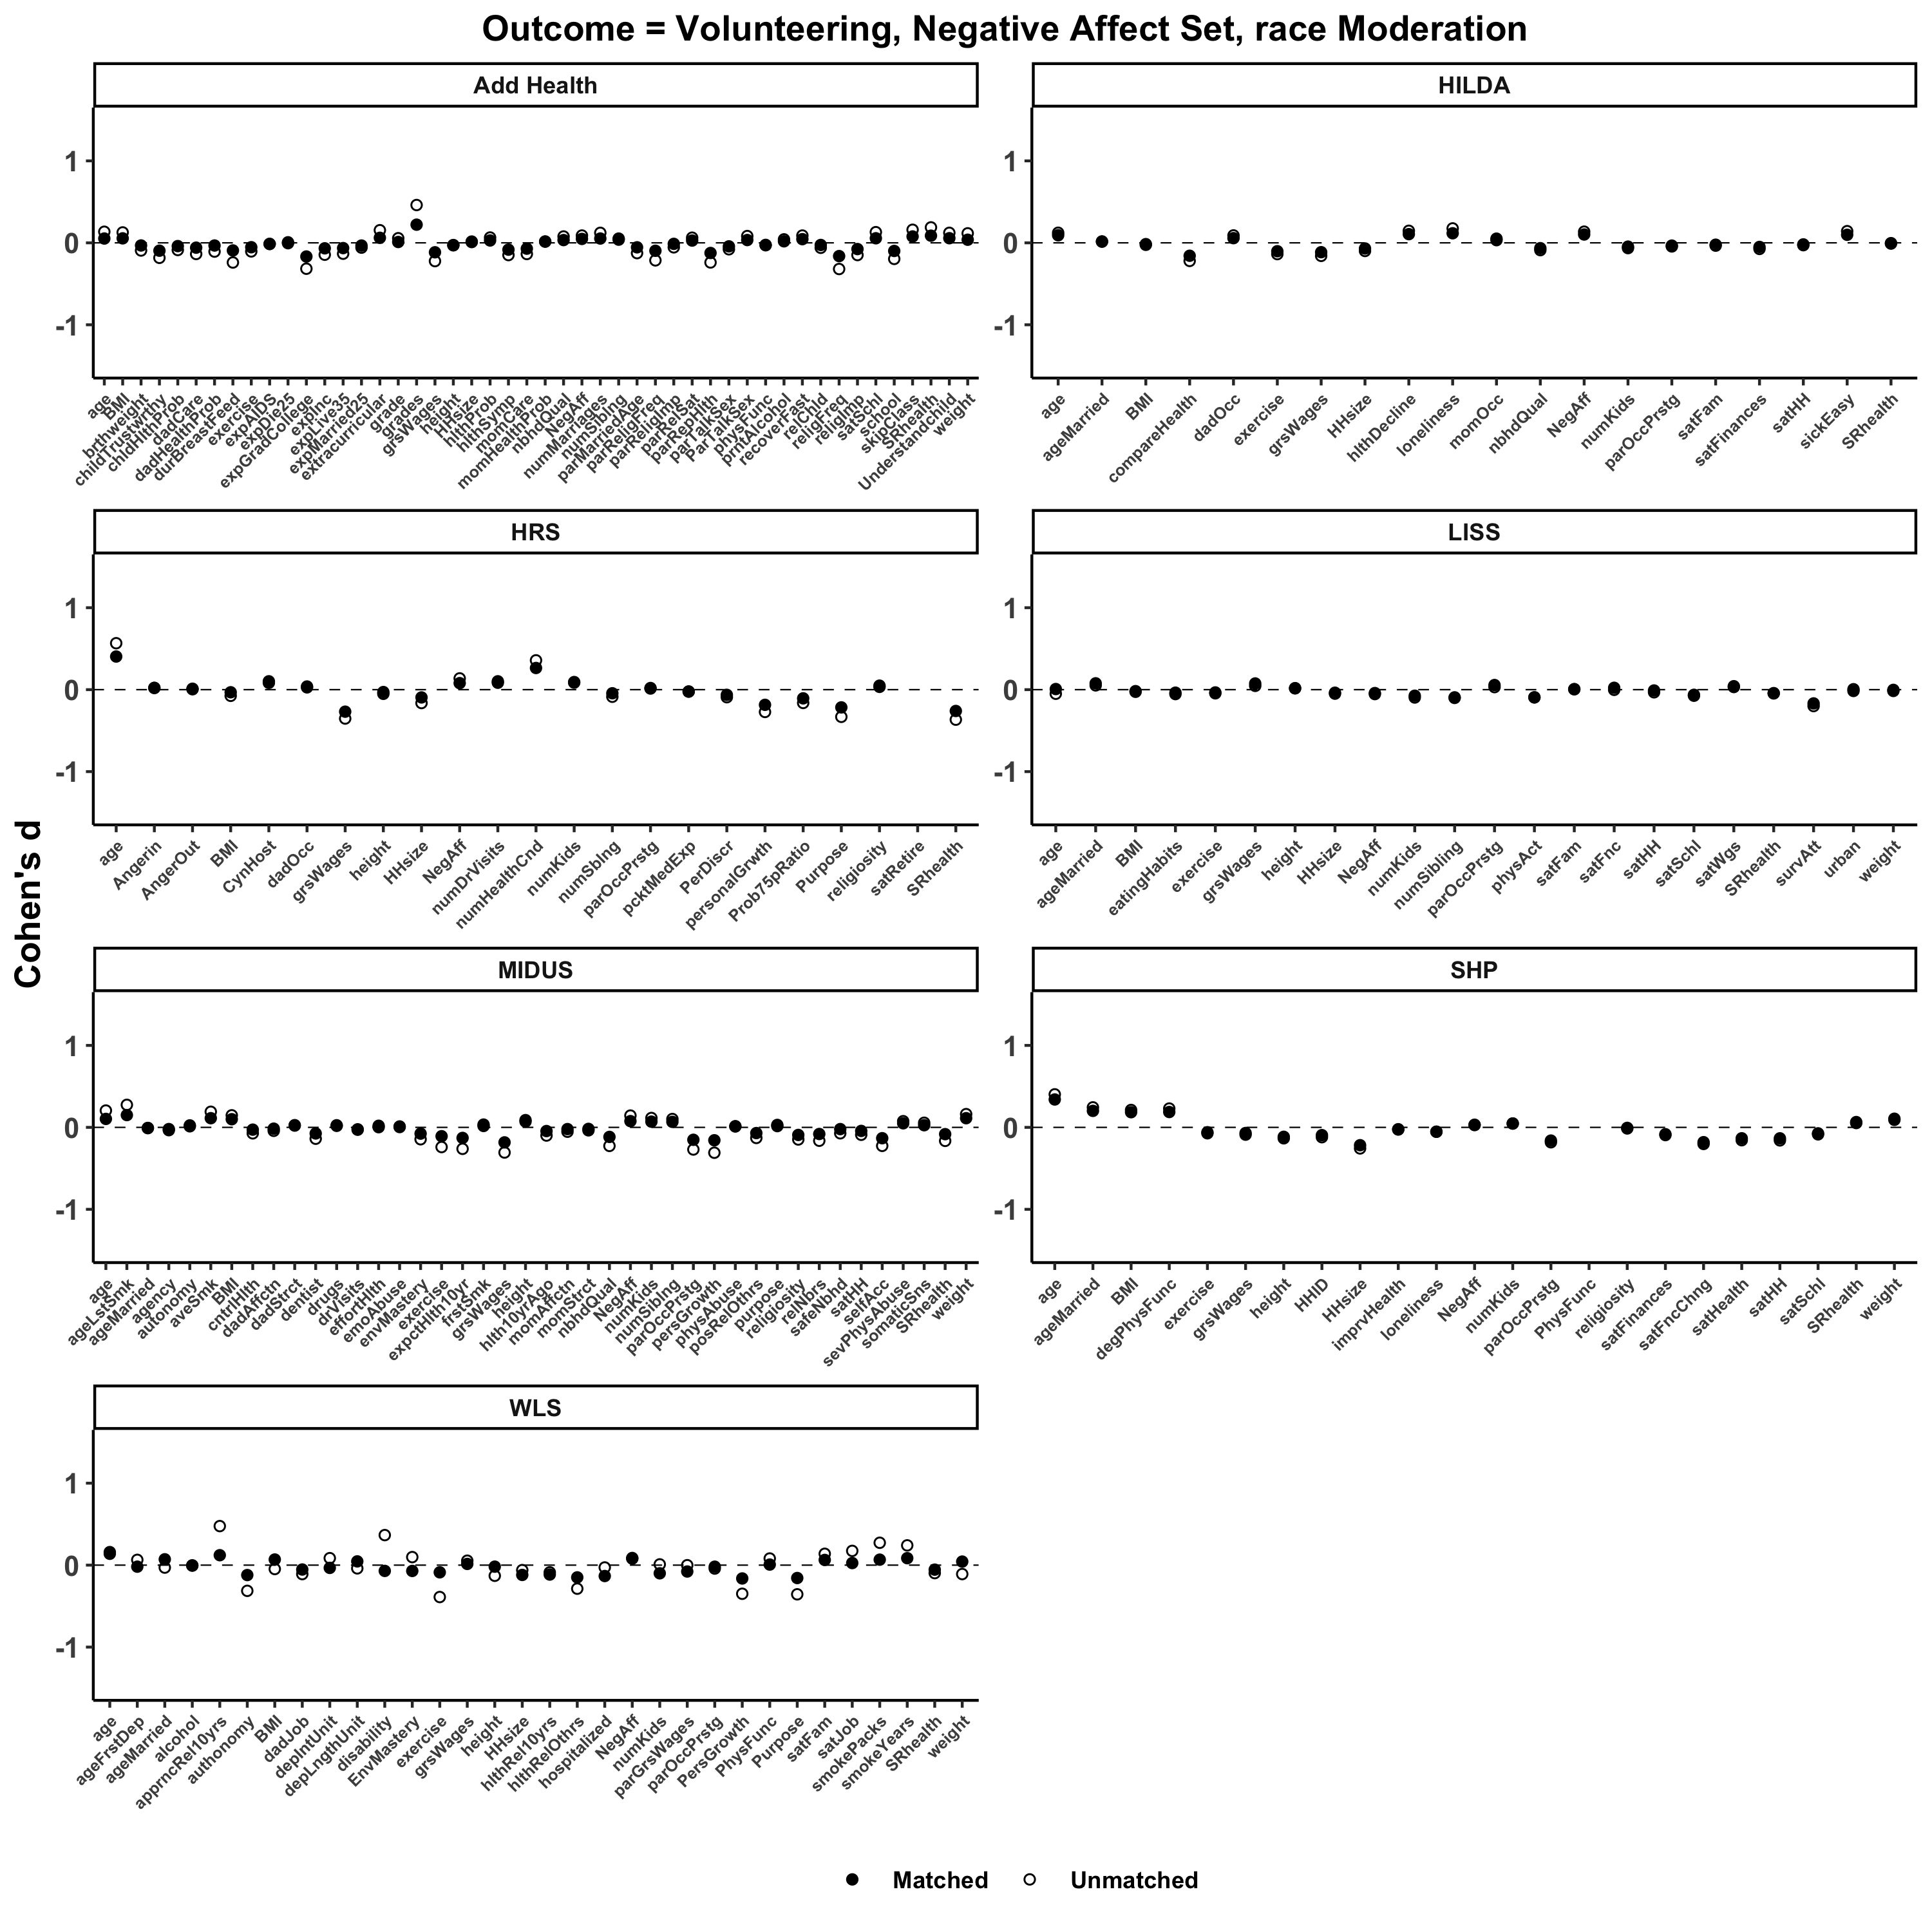 Outcome = Volunteering, Negative Affect Set, race Moderation
Cohen's d
Add Health
1
0
-1
age
BMI
brthweight
childTrustwrthy
chldHlthProb
dadCare
dadHealthProb
durBreastFeed
exercise
expAIDS
expDie25
expGradCollege
expInc
expLive35
expMarried25
extracurricular
grade
grades
grsWages
height
HHsize
hlthProb
hlthSymp
momCare
momHealthProb
nbhdQual
NegAff
numMarriages
numSiblng
parMarriedAge
parReligFreq
parReligImp
parRelSat
parRepHlth
parTalkSex
ParTalkSex
physFunc
prntAlcohol
recoverFast
relChld
religFreq
religImp
satSchl
school
skipClass
SRhealth
Understandchild
weight
HILDA
1
0
-1
age
ageMarried
BMI
compareHealth
dadOcc
exercise
grsWages
HHsize
hlthDecline
loneliness
momOcc
nbhdQual
NegAff
numKids
parOccPrstg
satFam
satFinances
satHH
sickEasy
SRhealth
HRS
1
0
-1
age
Angerin
AngerOut
BMI
CynHost
dadOcc
grsWages
height
HHsize
NegAff
numDrVisits
numHealthCnd
numKids
numSblng
parOccPrstg
pcktMedExp
PerDiscr
personalGrwth
Prob75pRatio
Purpose
religiosity
satRetire
SRhealth
LISS
1
0
-1
age
ageMarried
BMI
eatingHabits
exercise
grsWages
height
HHsize
NegAff
numKids
numSibling
parOccPrstg
physAct
satFam
satFnc
satHH
satSchl
satWgs
SRhealth
survAtt
urban
weight
MIDUS
1
0
-1
age
ageLstSmk
ageMarried
agency
autonomy
aveSmk
BMI
cntrlHlth
dadAffctn
dadStrct
dentist
drugs
drVisits
effortHlth
emoAbuse
envMastery
exercise
expctHlth10yr
frstSmk
grsWages
height
hlth10yrAgo
momAffctn
momStrct
nbhdQual
NegAff
numKids
numSiblng
parOccPrstg
persGrowth
physAbuse
posRelOthrs
purpose
religiosity
relNbrs
safeNbhd
satHH
selfAcc
sevPhysAbuse
somaticSns
SRhealth
weight
SHP
1
0
-1
age
ageMarried
BMI
degPhysFunc
exercise
grsWages
height
HHID
HHsize
imprvHealth
loneliness
NegAff
numKids
parOccPrstg
PhysFunc
religiosity
satFinances
satFncChng
satHealth
satHH
satSchl
SRhealth
weight
WLS
1
0
-1
age
ageFrstDep
ageMarried
alcohol
apprncRel10yrs
authonomy
BMI
dadJob
depIntUnit
depLngthUnit
disability
EnvMastery
exercise
grsWages
height
HHsize
hlthRel10yrs
hlthRelOthrs
hospitalized
NegAff
numKids
parGrsWages
parOccPrstg
PersGrowth
PhysFunc
Purpose
satFam
satJob
smokePacks
smokeYears
SRhealth
weight
Matched
Unmatched